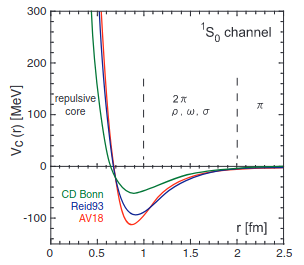 300
¹S₀ channel
200
repulsive
core
2π
π
ρ , ω, σ
100
V_C (r) [MeV]
0
CD Bonn
Reid93
AV18
-100
r [fm]
0 0.5 1 1.5 2 2.5